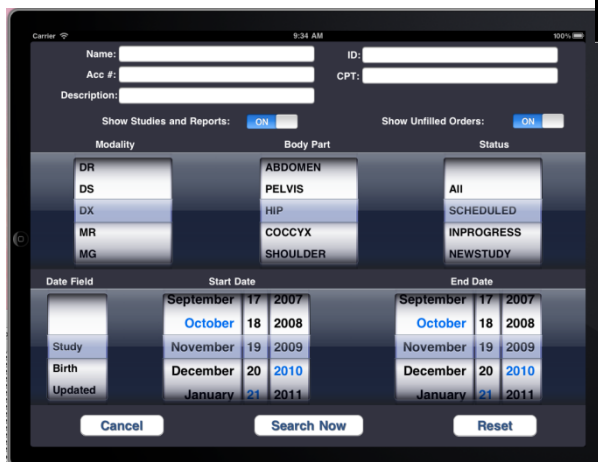 Carrier 9:34 AM 100%
Name: ID:
Acc #: CPT:
Description:
Show Studies and Reports: ON Show Unfilled Orders: ON
Modality Body Part Status
DR ABDOMEN
DS PELVIS All
DX HIP SCHEDULED
MR COCCYX INPROGRESS
MG SHOULDER NEWSTUDY
Date Field Start Date End Date
September 17 2007 September 17 2007
October 18 2008 October 18 2008
Study November 19 2009 November 19 2009
Birth December 20 2010 December 20 2010
Updated January 21 2011 January 21 2011
Cancel Search Now Reset